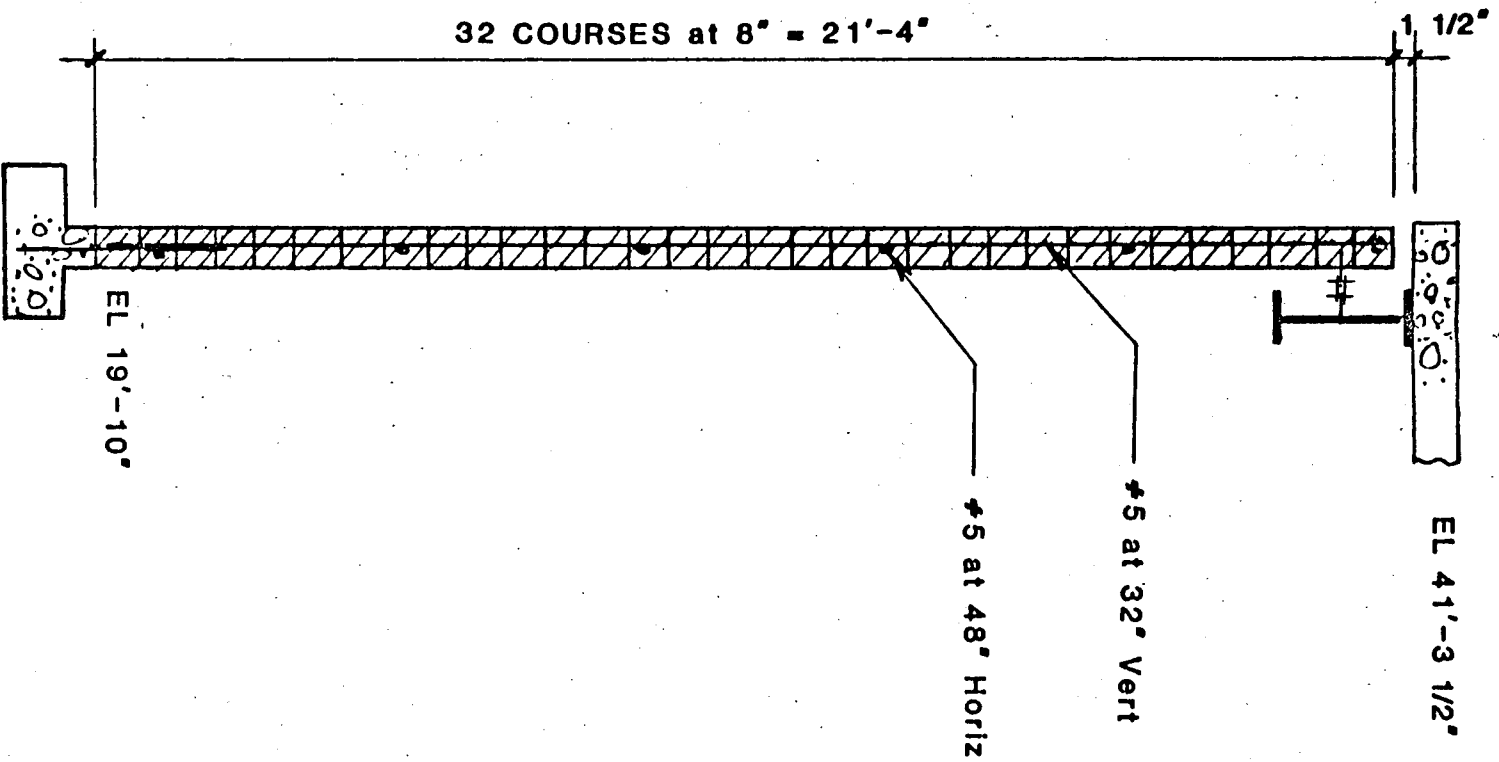 32 COURSES at 8" = 21'-4"
1 1/2"
EL 19'-10"
#5 at 48" Horiz
#5 at 32" Vert
EL 41'-3 1/2"